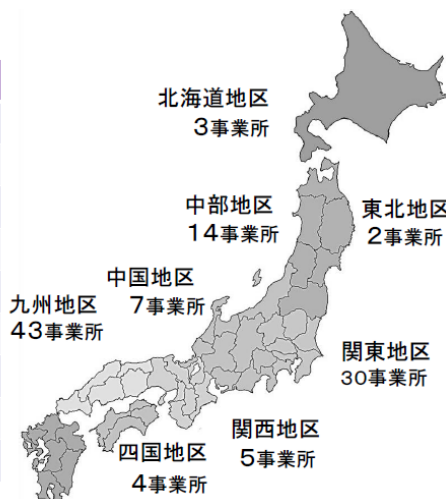 北海道地区
3事業所
中部地区
14事業所
東北地区
2事業所
中国地区
7事業所
九州地区
43事業所
関東地区
30事業所
関西地区
5事業所
四国地区
4事業所